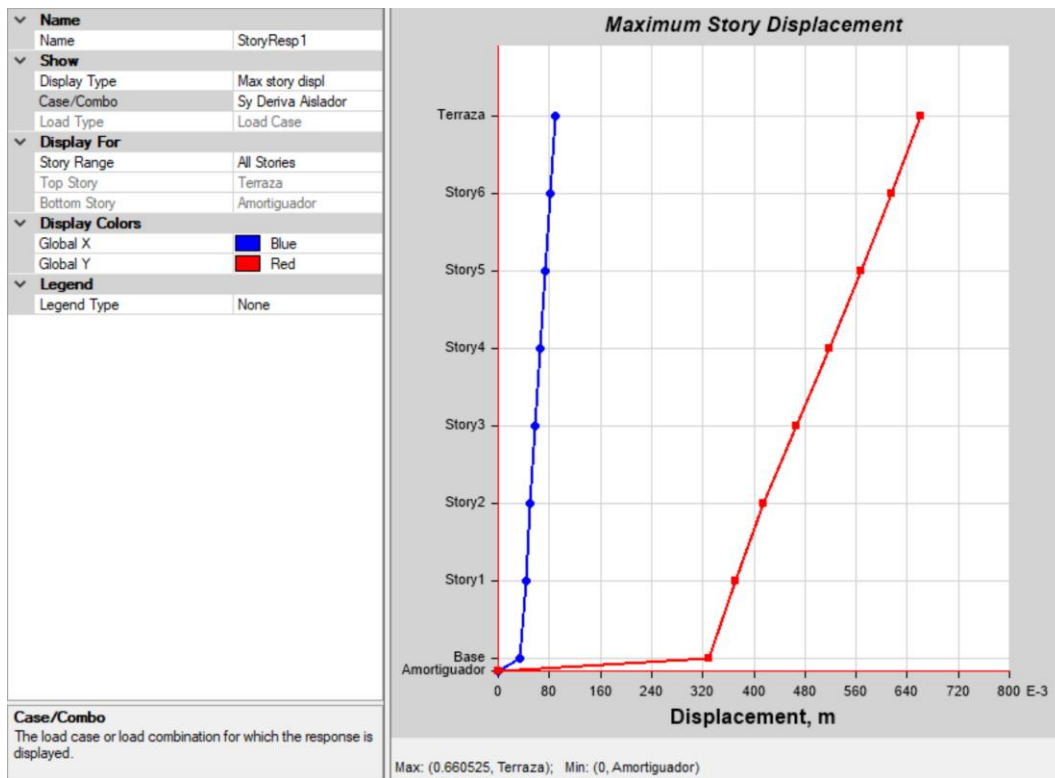 Name
Name StoryResp1
Show
Display Type Max story displ
Case/Combo Sy Deriva Aislador
Load Type Load Case
Display For
Story Range All Stories
Top Story Terraza
Bottom Story Amortiguador
Display Colors
Global X Blue
Global Y Red
Legend
Legend Type None
Case/Combo
The load case or load combination for which the response is
displayed.
Maximum Story Displacement
Terraza
Story6
Story5
Story4
Story3
Story2
Story1
Base
Amortiguador
0 80 160 240 320 400 480 560 640 720 800 E-3
Displacement, m
Max: (0.660525, Terraza); Min: (0, Amortiguador)